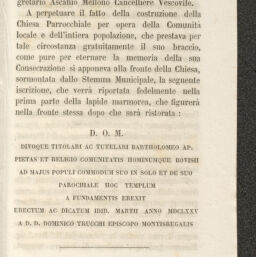 gretario Ascanio Mellono Cancelliere Vescovile.
A perpetuare il fatto della costruzione della
Chiesa Parrocchiale per opera della Comunità
locale e dell'intiera popolazione, che prestava per
tale circostanza gratuitamente il suo braccio,
come pure per eternare la memoria della sua
Consecrazione si apponeva alla fronte della Chiesa,
sormontata dallo Stemma Municipale, la seguente
iscrizione, che verrà riportata fedelmente nella
prima parte della lapide marmorea, che figurerà
nella fronte stessa dopo che sarà ristorata :
D. O. M.
DIVOQUE TITOLARI AC TUTELARI BARTHOLOMEO AP.
PIETAS ET RELIGIO COMUNITATIS HOMINUMQUE ROVISII
AD MAJUS POPULI COMMODUM SUO IN SOLO ET DE SUO
PAROCHIALE HOC TEMPLUM
A FUNDAMENTIS EREXIT
ERECTUM AC DICATUM IBID. MARTII ANNO MDCLXXV
A D. D. DOMINICO TRUCCHI EPISCOPO MONTISREGALIS